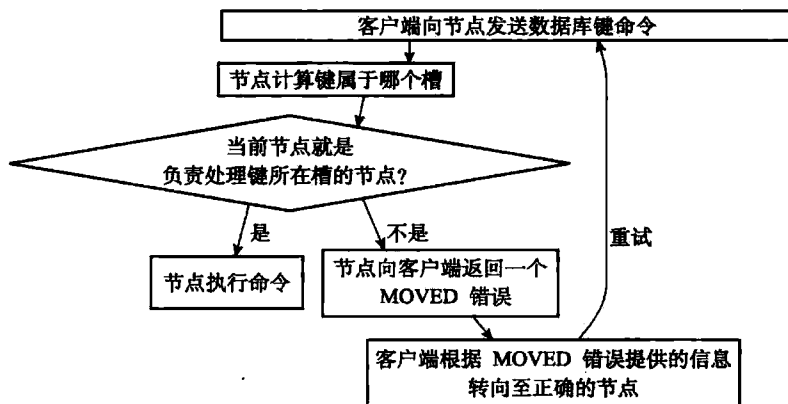 客户端向节点发送数据库键命令
节点计算键属于哪个槽
当前节点就是
负责处理键所在槽的节点？
是
不是
重试
节点执行命令
节点向客户端返回一个
MOVED 错误
客户端根据 MOVED 错误提供的信息
转向至正确的节点